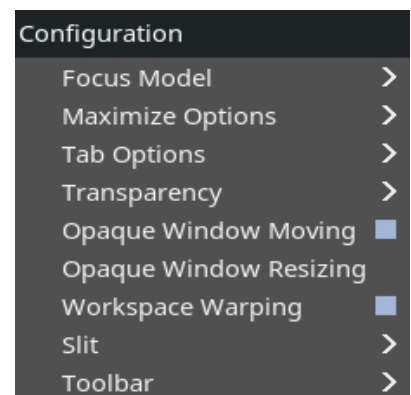 Configuration
Focus Model
Maximize Options
Tab Options
Transparency
Opaque Window Moving
Opaque Window Resizing
Workspace Warping
Slit
Toolbar